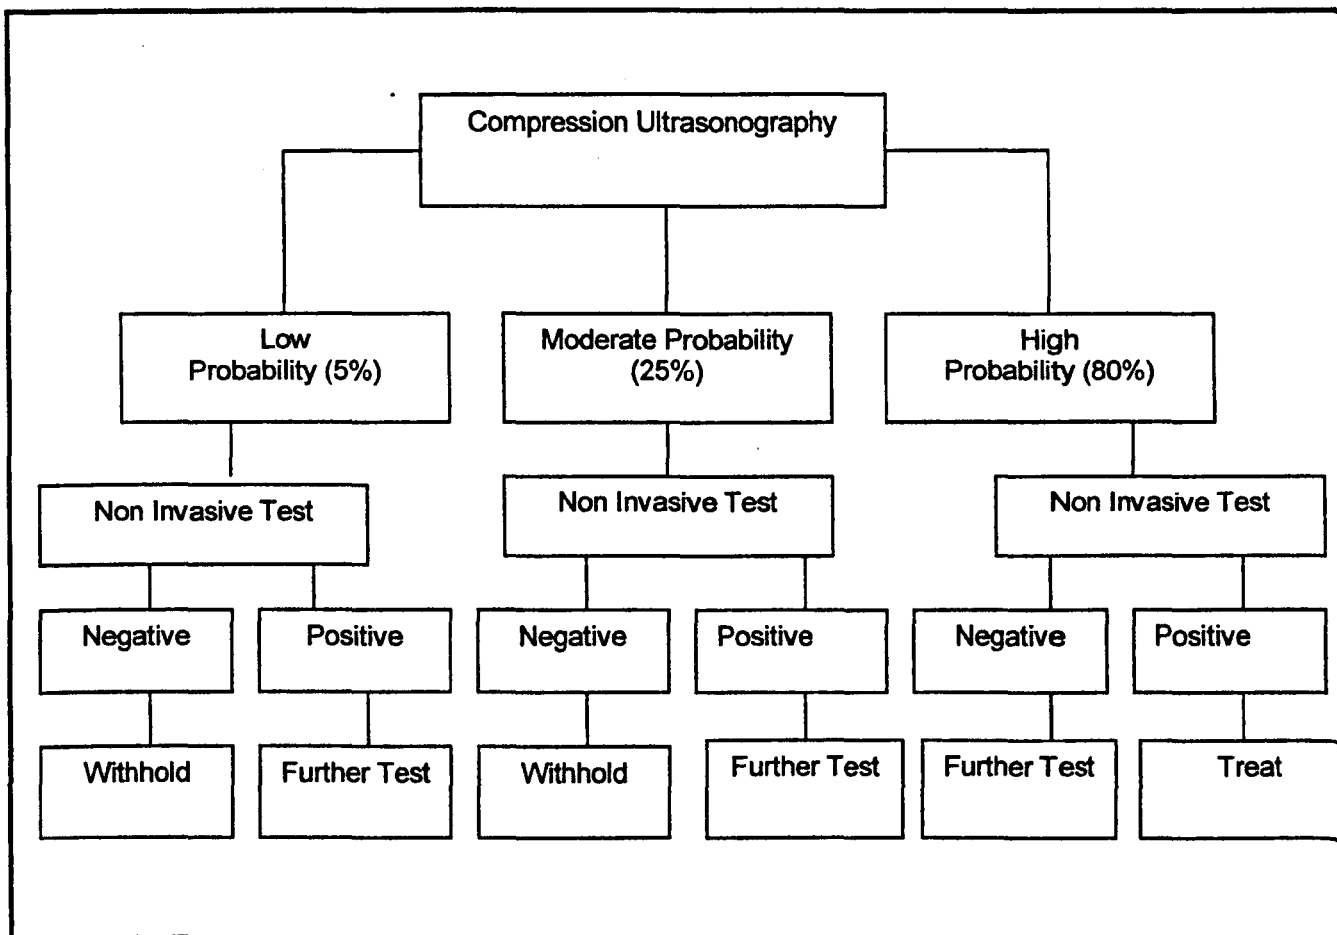 Compression Ultrasonography
Low
Probability (5%)
Moderate Probability
(25%)
High
Probability (80%)
Non Invasive Test
Non Invasive Test
Non Invasive Test
Negative
Positive
Negative
Positive
Negative
Positive
Withhold
Further Test
Withhold
Further Test
Further Test
Treat